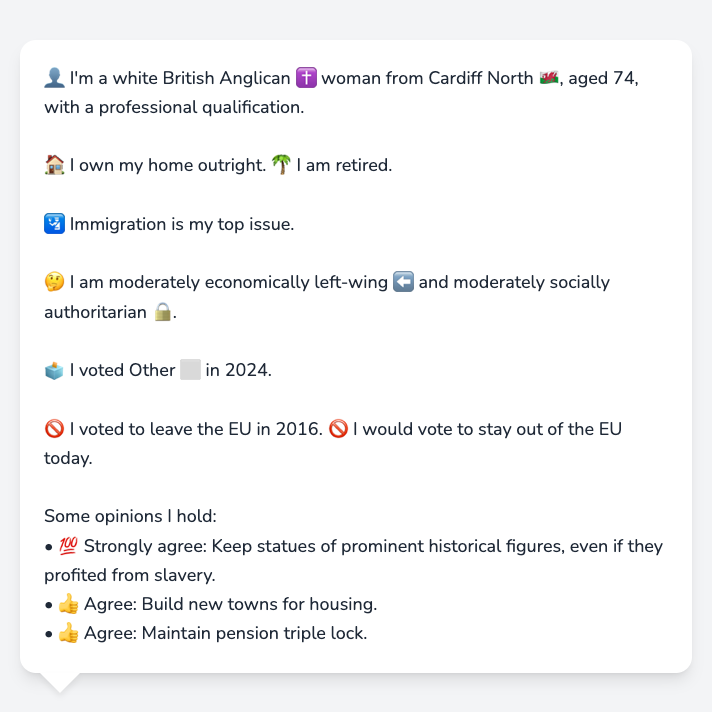 👤 I'm a white British Anglican ✝️ woman from Cardiff North 🏴󠁧󠁢󠁷󠁬󠁳󠁿, aged 74,
with a professional qualification.
🏠 I own my home outright. 🌴 I am retired.
🛂 Immigration is my top issue.
🤔 I am moderately economically left-wing ⬅️ and moderately socially
authoritarian 🔒.
🗳️ I voted Other ⬜ in 2024.
🚫 I voted to leave the EU in 2016. 🚫 I would vote to stay out of the EU
today.
Some opinions I hold:
• 💯 Strongly agree: Keep statues of prominent historical figures, even if they
profited from slavery.
• 👍 Agree: Build new towns for housing.
• 👍 Agree: Maintain pension triple lock.